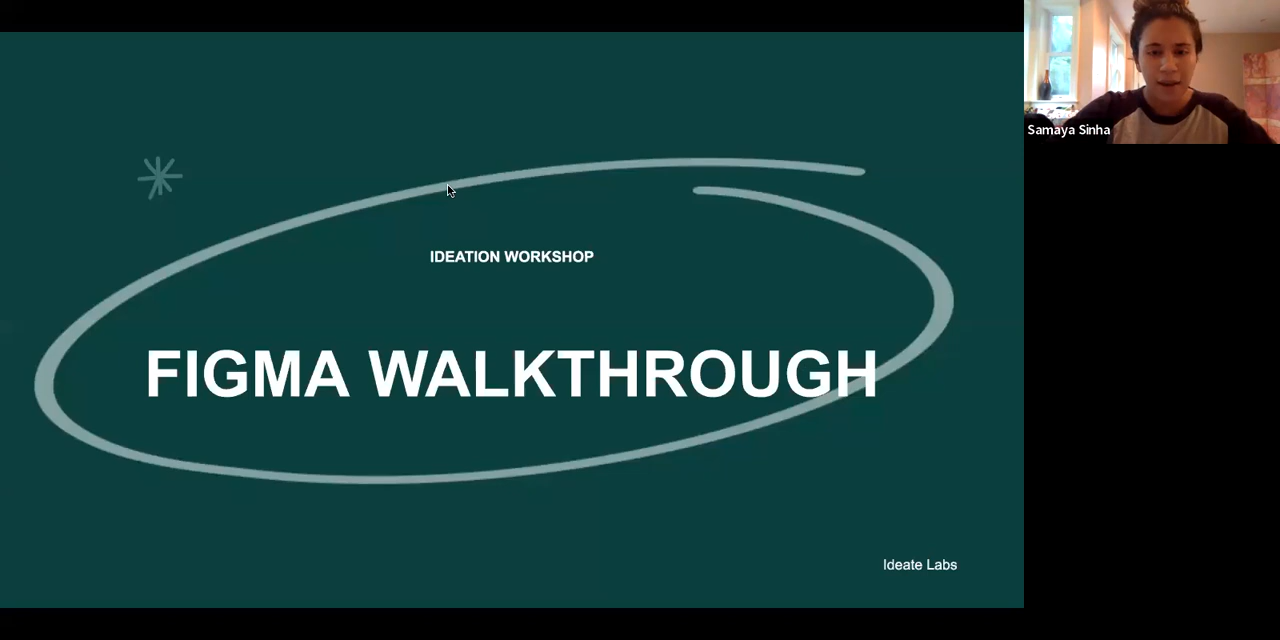 IDEATION WORKSHOP
FIGMA WALKTHROUGH
Ideate Labs
Samaya Sinha